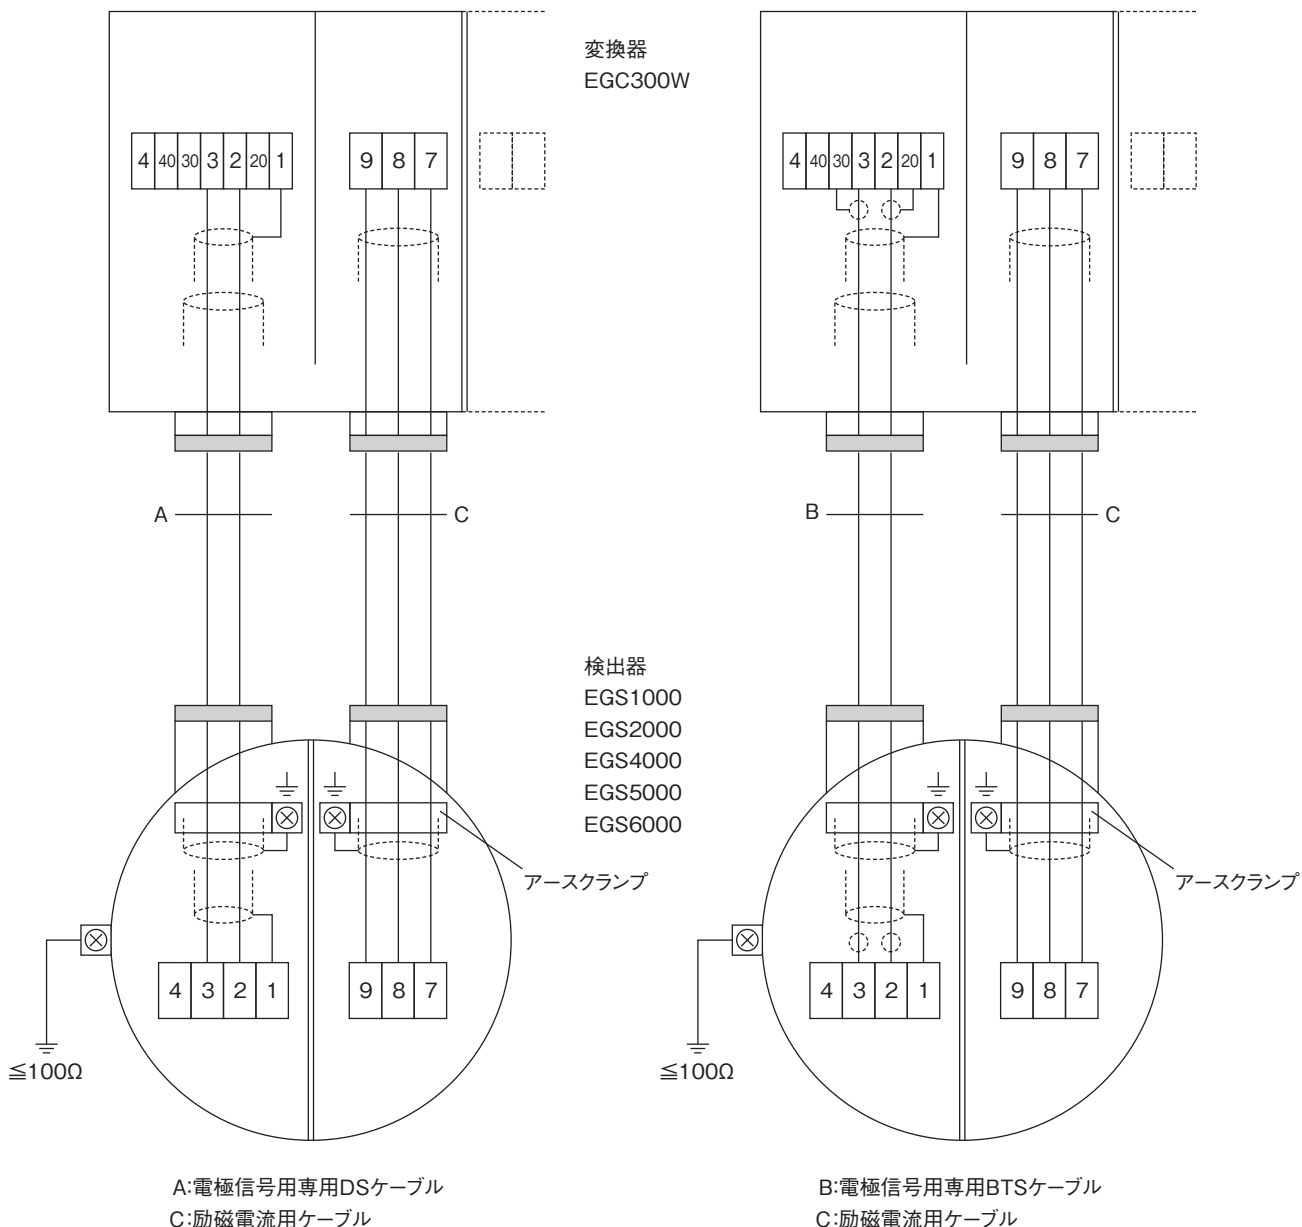 変換器
EGC300W
4 40 30 3 2 20 1
9 8 7
4 40 30 3 2 20 1
9 8 7
A
C
B
C
検出器
EGS1000
EGS2000
EGS4000
EGS5000
EGS6000
アースクランプ
アースクランプ
4 3 2 1
9 8 7
4 3 2 1
9 8 7
≦100Ω
≦100Ω
A:電極信号用専用DSケーブル
C:励磁電流用ケーブル
B:電極信号用専用BTSケーブル
C:励磁電流用ケーブル